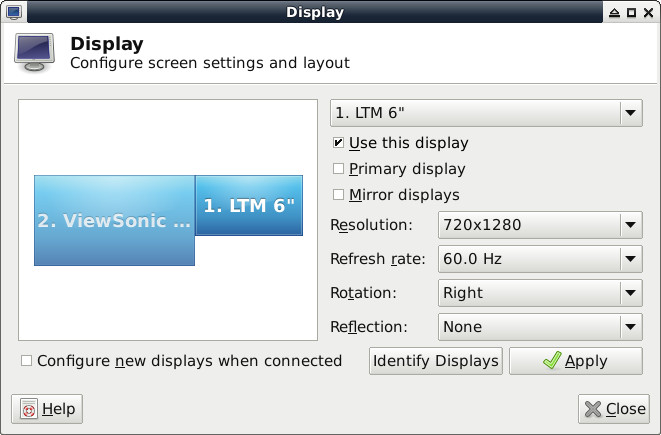 Display
Display
Configure screen settings and layout
1. LTM 6"
Use this display
Primary display
Mirror displays
2. ViewSonic ...
1. LTM 6"
Resolution: 720x1280
Refresh rate: 60.0 Hz
Rotation: Right
Reflection: None
Configure new displays when connected
Identify Displays
Apply
Help
Close